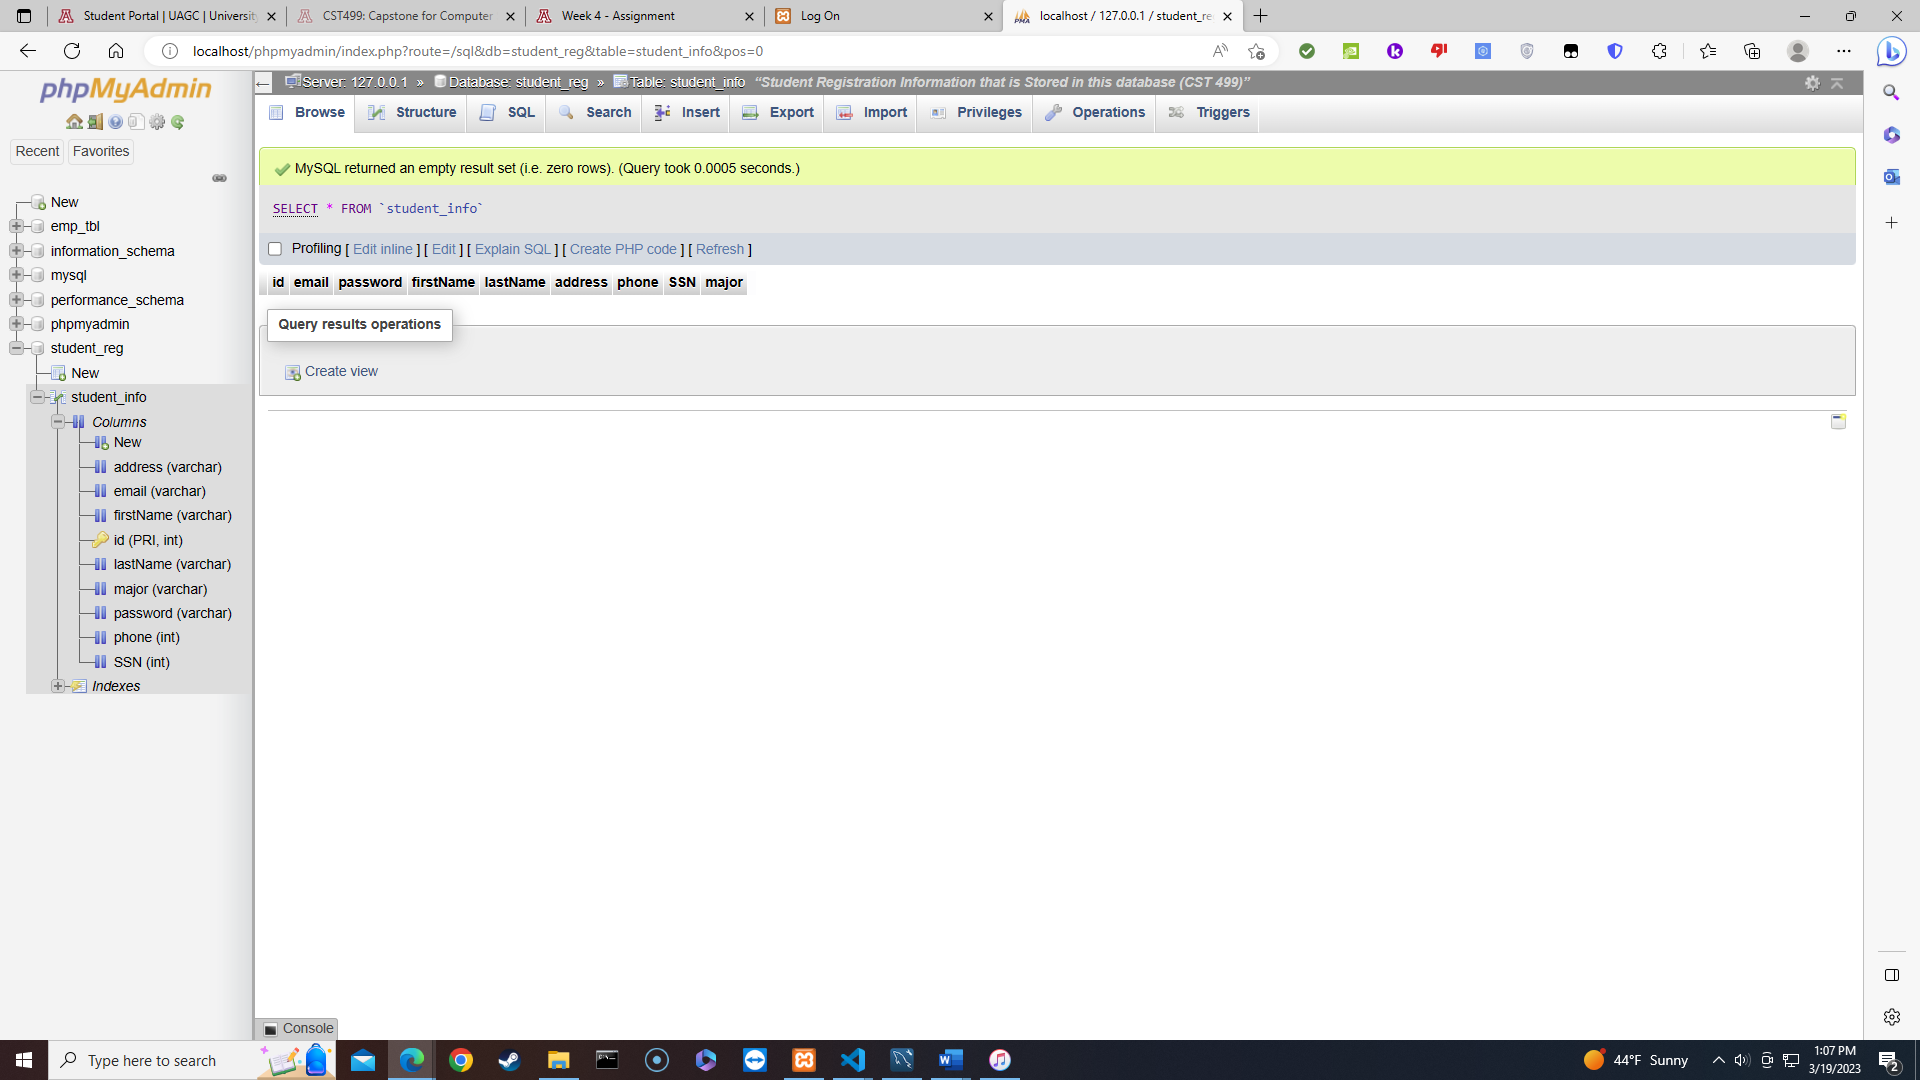 Student Portal | UAGC | University
CST499: Capstone for Computer
Week 4 - Assignment
Log On
localhost / 127.0.0.1 / student_re
localhost/phpmyadmin/index.php?route=/sql&db=student_reg&table=student_info&pos=0
phpMyAdmin
Recent
Favorites
New
emp_tbl
information_schema
mysql
performance_schema
phpmyadmin
student_reg
New
student_info
Columns
New
address (varchar)
email (varchar)
firstName (varchar)
id (PRI, int)
lastName (varchar)
major (varchar)
password (varchar)
phone (int)
SSN (int)
Indexes
Server: 127.0.0.1 » Database: student_reg » Table: student_info "Student Registration Information that is Stored in this database (CST 499)"
Browse Structure SQL Search Insert Export Import Privileges Operations Triggers
MySQL returned an empty result set (i.e. zero rows). (Query took 0.0005 seconds.)
SELECT * FROM `student_info`
Profiling [ Edit inline ] [ Edit ] [ Explain SQL ] [ Create PHP code ] [ Refresh ]
id email password firstName lastName address phone SSN major
Query results operations
Create view
Console
Type here to search
44°F Sunny
1:07 PM
3/19/2023
2